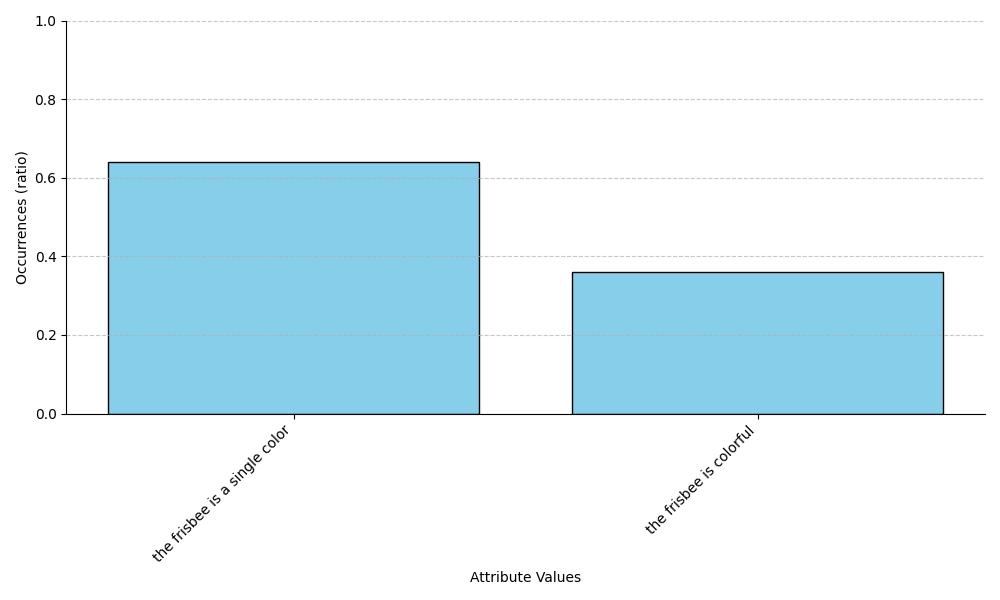 1.0
0.8
0.6
0.4
0.2
0.0
Occurrences (ratio)
the frisbee is a single color
the frisbee is colorful
Attribute Values